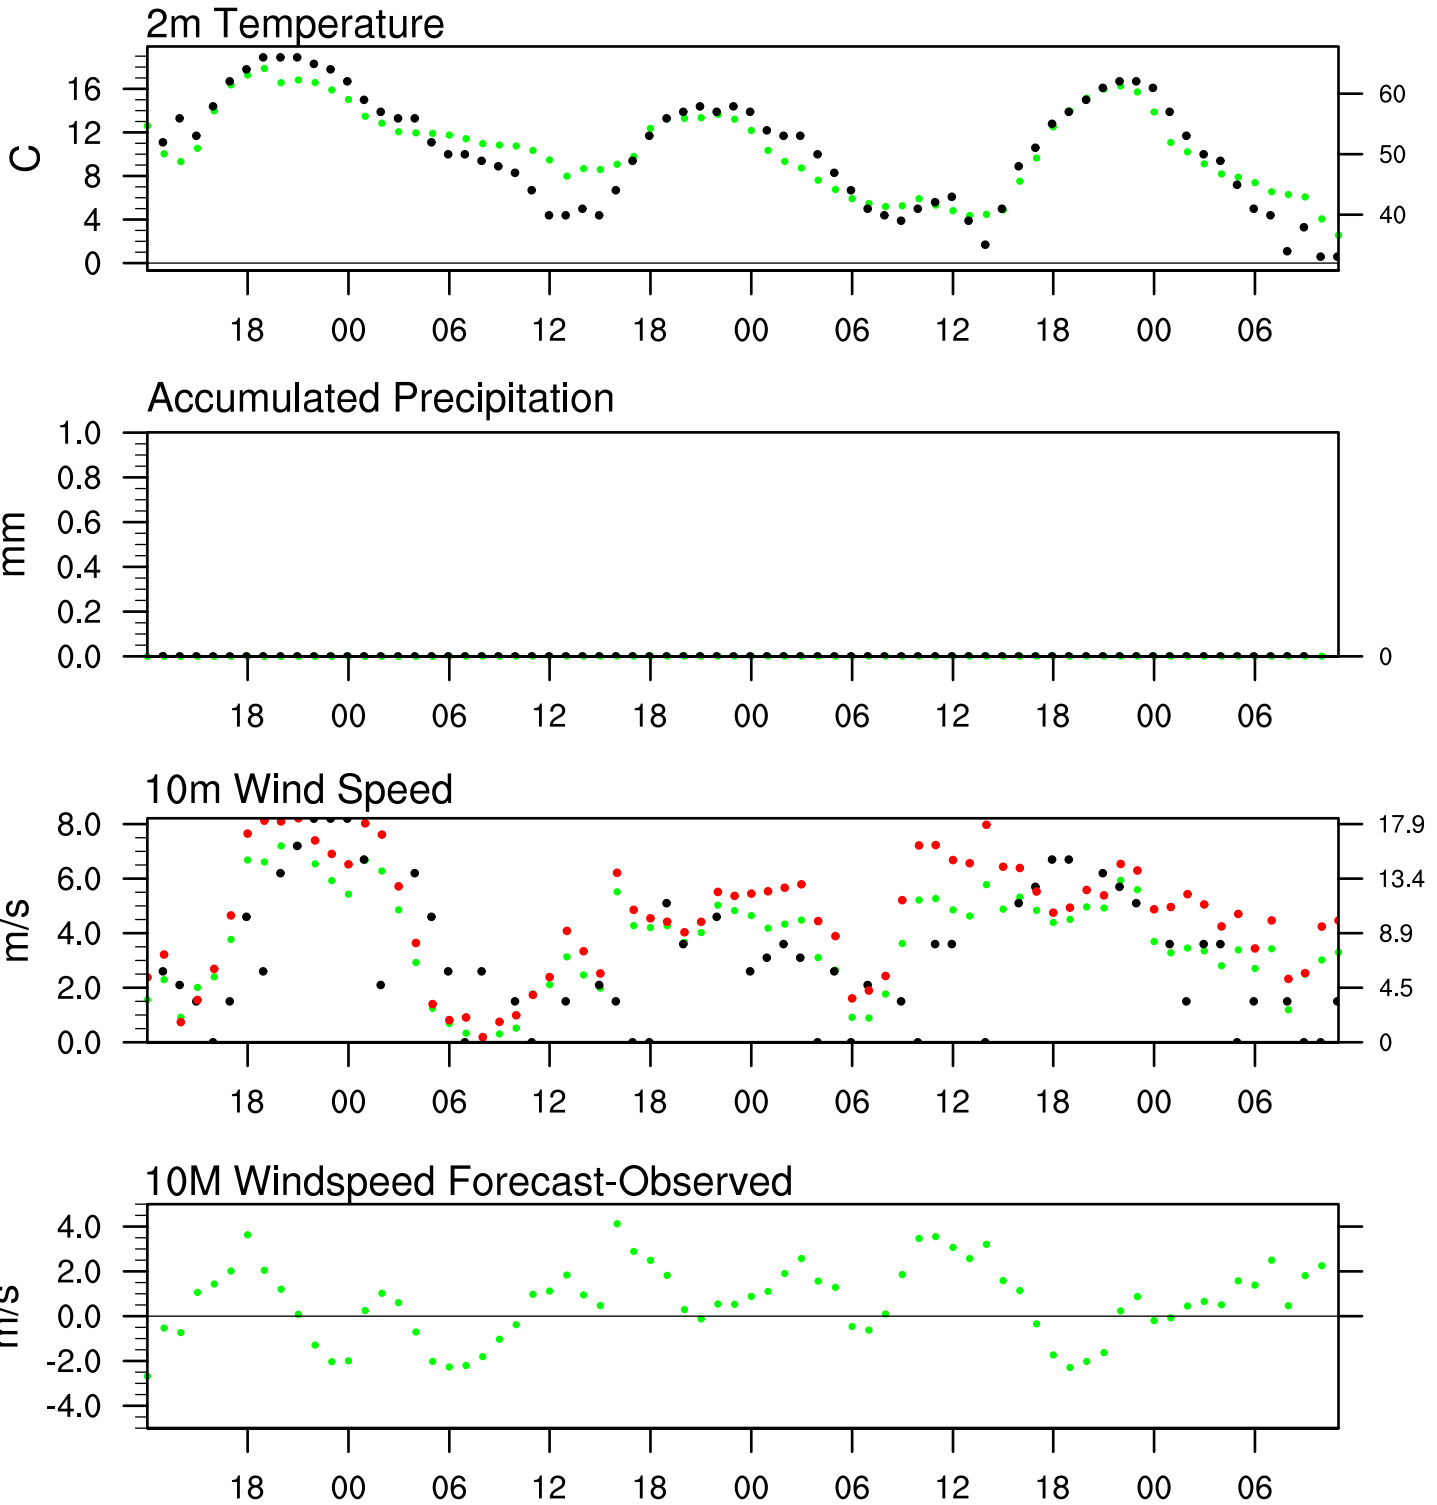 2m Temperature
16
12
8
4
0
C
60
50
40
18 00 06 12 18 00 06 12 18 00 06
Accumulated Precipitation
1.0
0.8
0.6
0.4
0.2
0.0
mm
0
18 00 06 12 18 00 06 12 18 00 06
10m Wind Speed
8.0
6.0
4.0
2.0
0.0
m/s
17.9
13.4
8.9
4.5
0
18 00 06 12 18 00 06 12 18 00 06
10M Windspeed Forecast-Observed
4.0
2.0
0.0
-2.0
-4.0
m/s
18 00 06 12 18 00 06 12 18 00 06